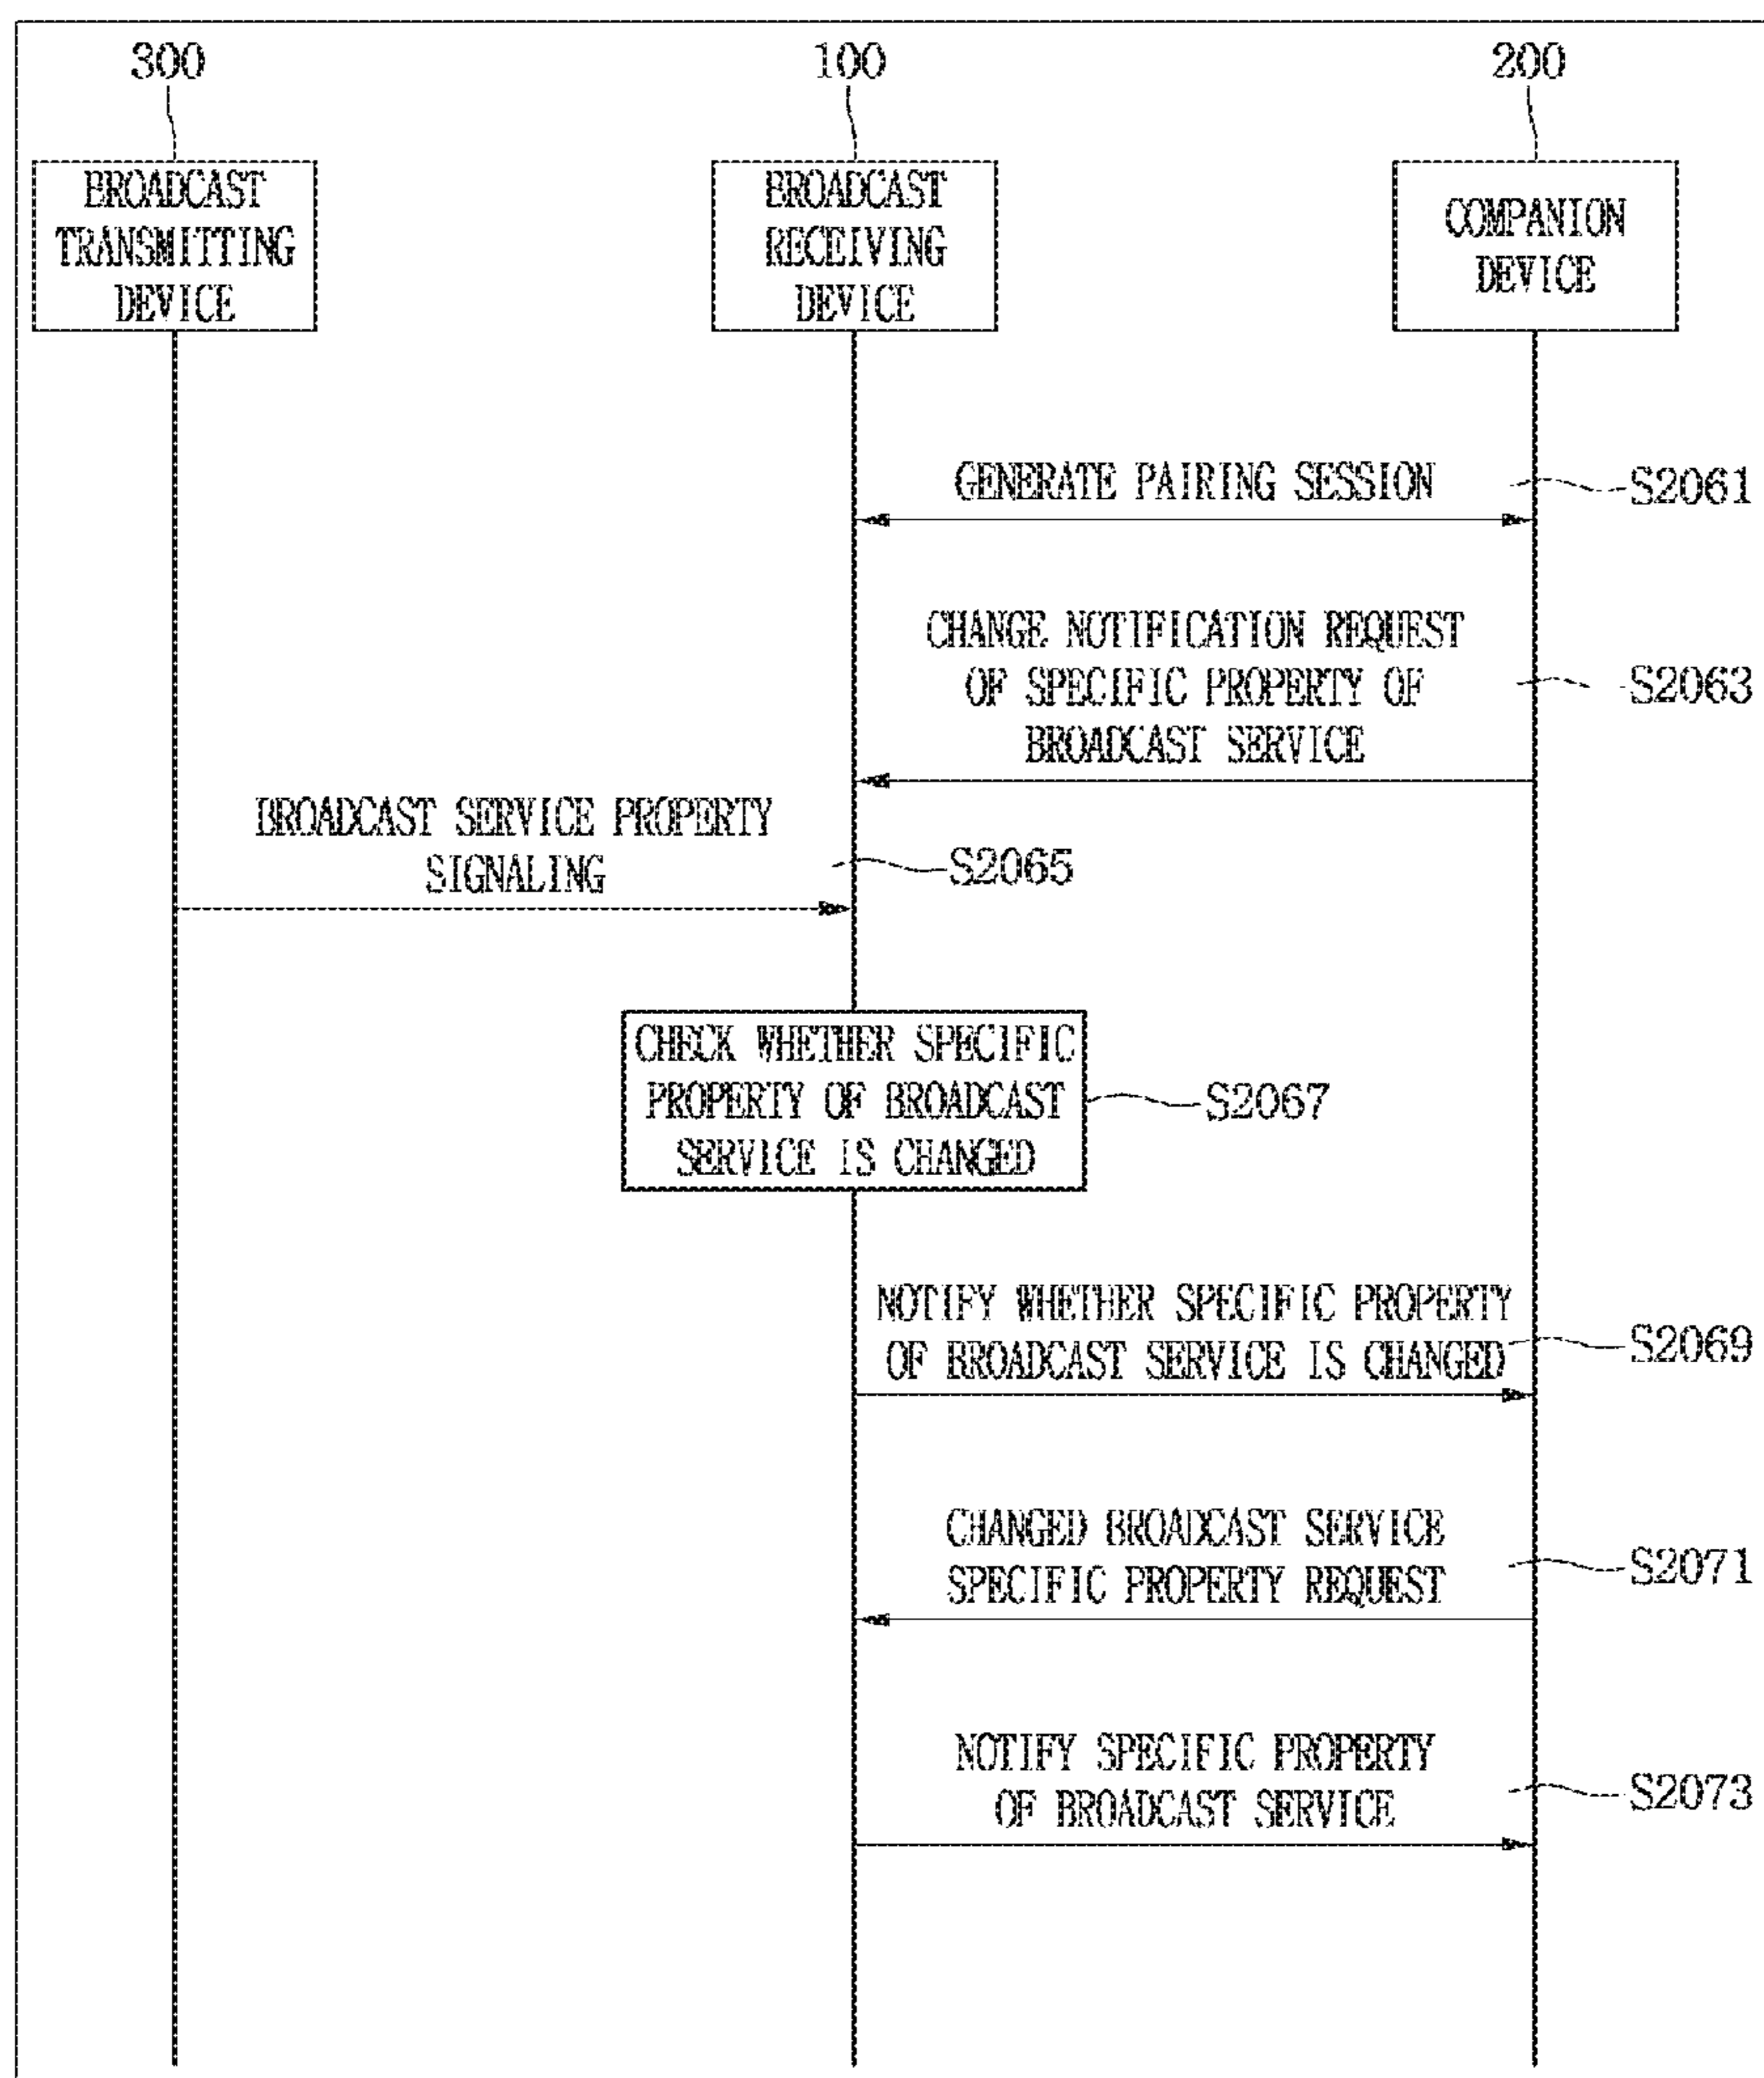 300
100
200
BROADCAST
TRANSMITTING
DEVICE
BROADCAST
RECEIVING
DEVICE
COMPANION
DEVICE
GENERATE PAIRING SESSION
S2061
CHANGE NOTIFICATION REQUEST
OF SPECIFIC PROPERTY OF
BROADCAST SERVICE
S2063
BROADCAST SERVICE PROPERTY
SIGNALING
S2065
CHECK WHETHER SPECIFIC
PROPERTY OF BROADCAST
SERVICE IS CHANGED
S2067
NOTIFY WHETHER SPECIFIC PROPERTY
OF BROADCAST SERVICE IS CHANGED
S2069
CHANGED BROADCAST SERVICE
SPECIFIC PROPERTY REQUEST
S2071
NOTIFY SPECIFIC PROPERTY
OF BROADCAST SERVICE
S2073